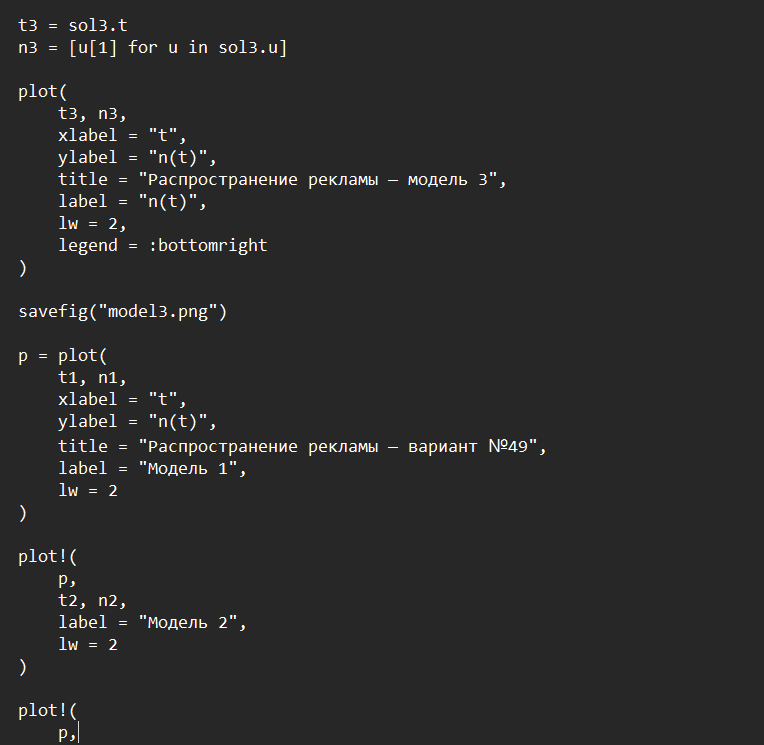 t3 = sol3.t
n3 = [u[1] for u in sol3.u]
plot(
t3, n3,
xlabel = "t",
ylabel = "n(t)",
title = "Распространение рекламы — модель 3",
label = "n(t)",
lw = 2,
legend = :bottomright
)
savefig("model3.png")
p = plot(
t1, n1,
xlabel = "t",
ylabel = "n(t)",
title = "Распространение рекламы — вариант №49",
label = "Модель 1",
lw = 2
)
plot!(
p,
t2, n2,
label = "Модель 2",
lw = 2
)
plot!(
p,